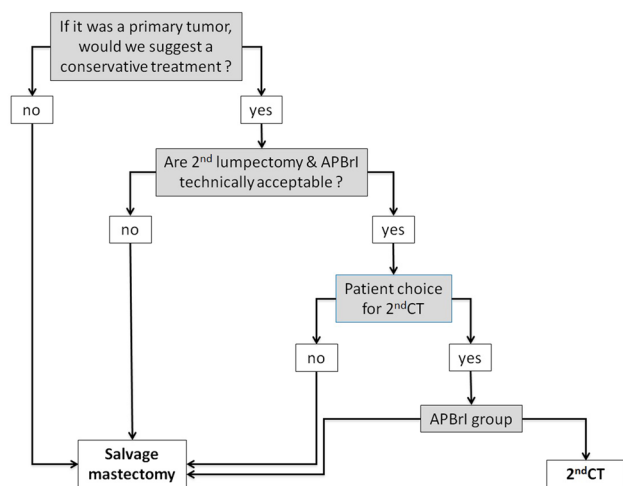 If it was a primary tumor,
would we suggest a
conservative treatment ?
no
yes
Are 2nd lumpectomy & APBrI
technically acceptable ?
no
yes
Patient choice
for 2ndCT
no
yes
APBrI group
Salvage
mastectomy
2ndCT